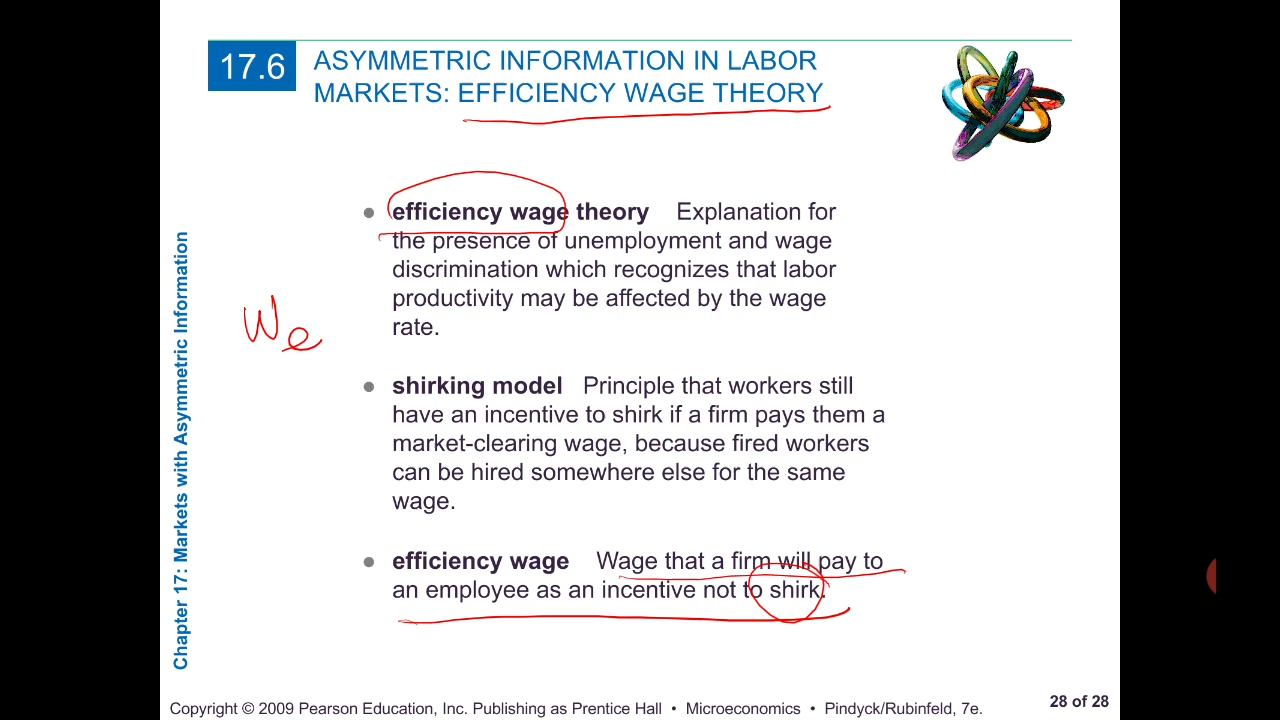 17.6
ASYMMETRIC INFORMATION IN LABOR
MARKETS: EFFICIENCY WAGE THEORY
● efficiency wage theory Explanation for
the presence of unemployment and wage
discrimination which recognizes that labor
productivity may be affected by the wage
rate.
We
● shirking model Principle that workers still
have an incentive to shirk if a firm pays them a
market-clearing wage, because fired workers
can be hired somewhere else for the same
wage.
● efficiency wage Wage that a firm will pay to
an employee as an incentive not to shirk.
Chapter 17: Markets with Asymmetric Information
Copyright © 2009 Pearson Education, Inc. Publishing as Prentice Hall • Microeconomics • Pindyck/Rubinfeld, 7e.
28 of 28